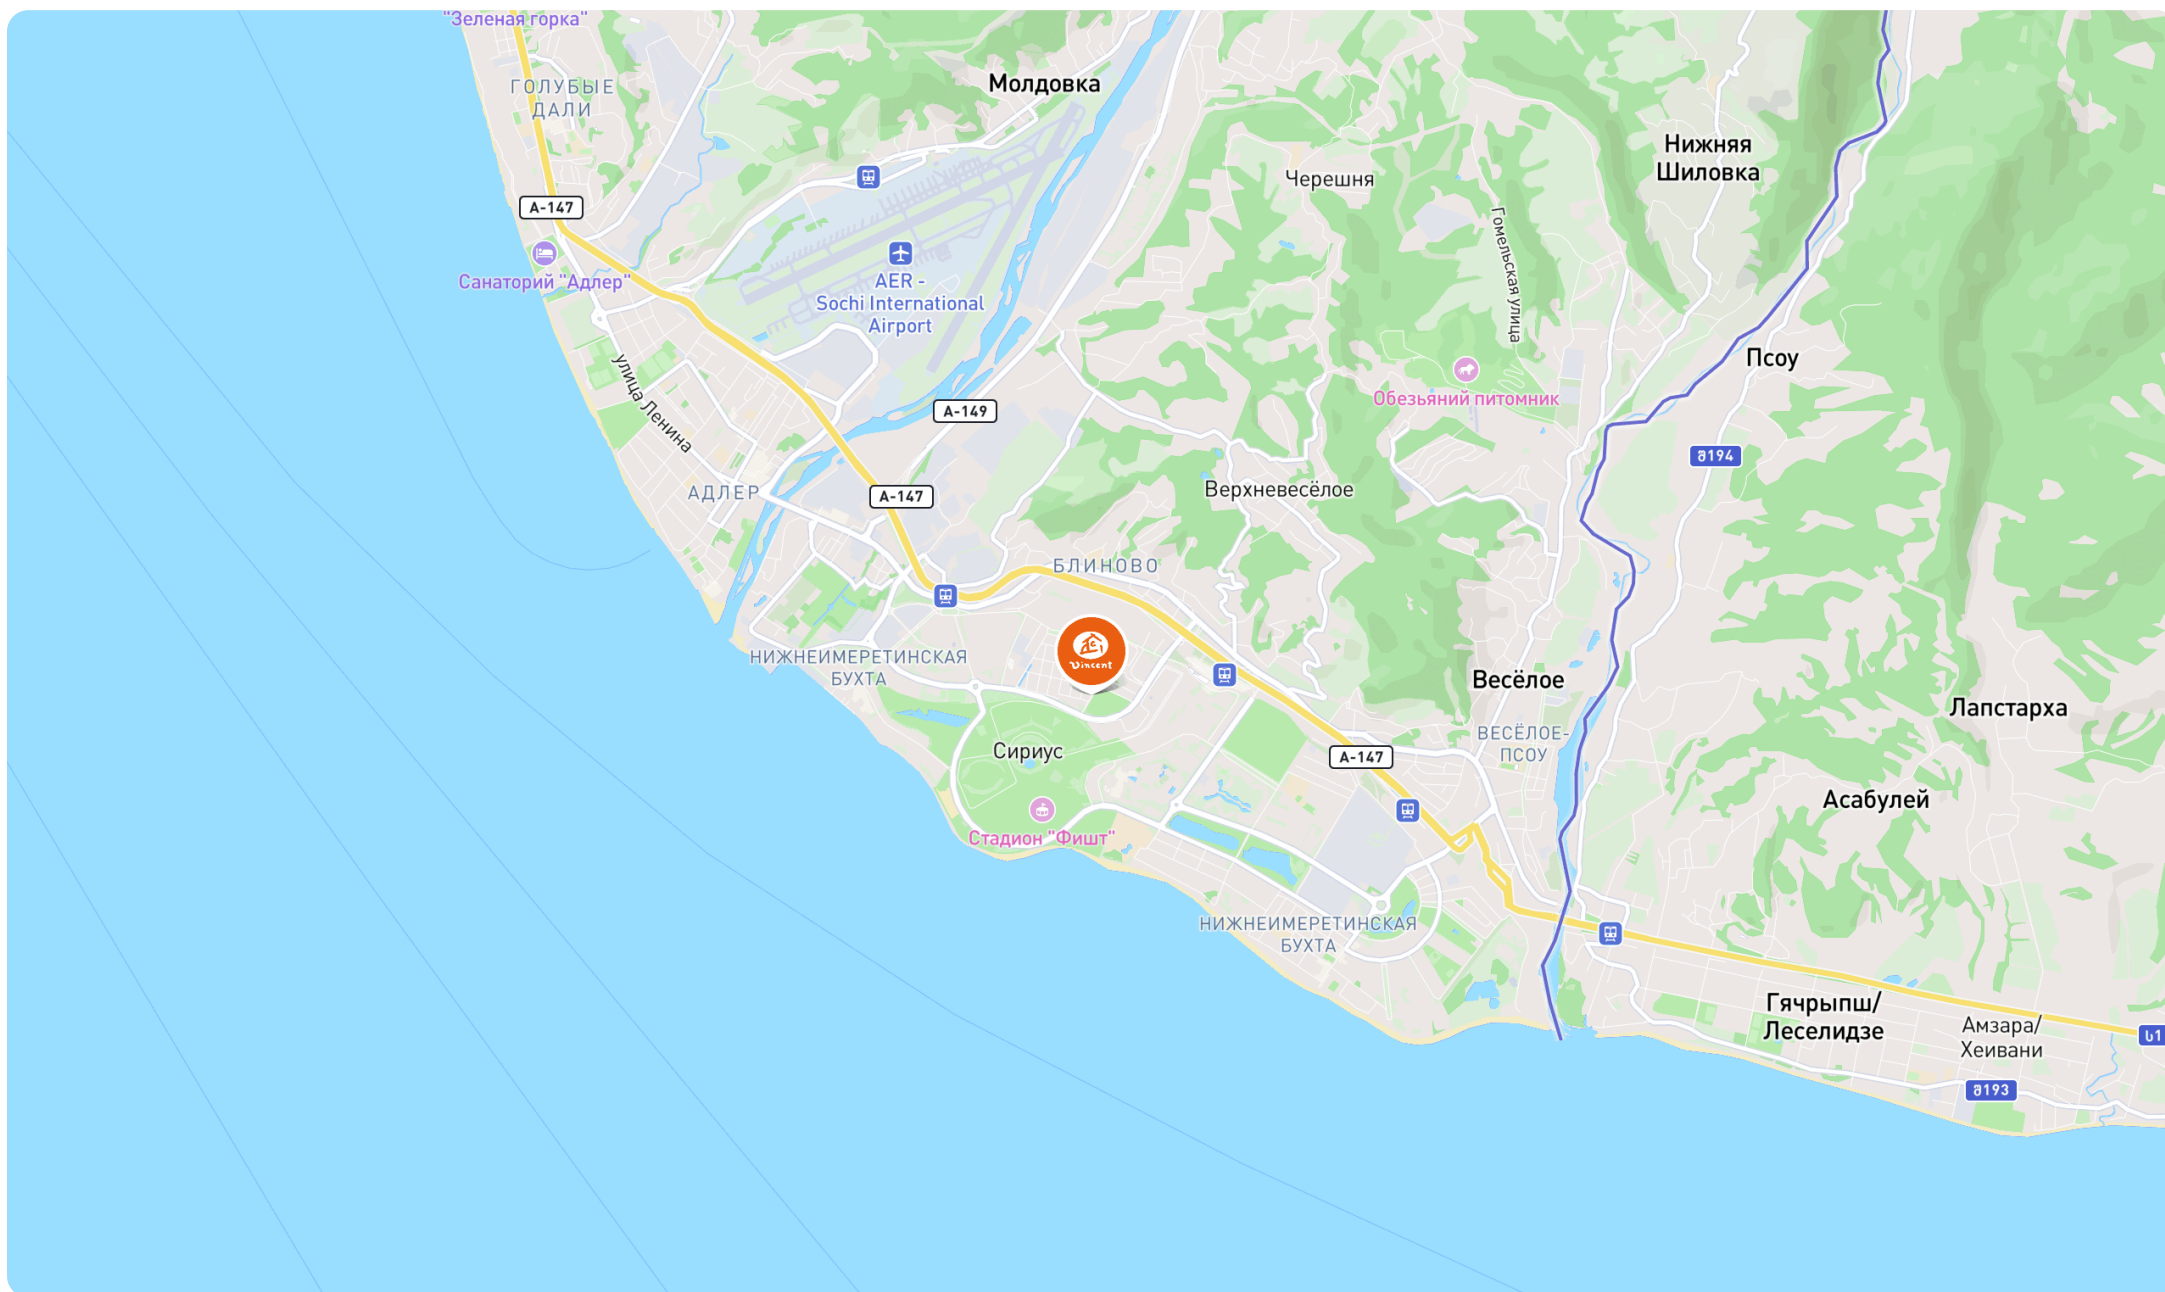 "Зеленая горка"
ГОЛУБЫЕ
ДАЛИ
Молдовка
Нижняя
Шиловка
Черешня
А-147
Гомельская улица
Санаторий "Адлер"
AER -
Sochi International
Airport
Псоу
улица Ленина
Обезьяний питомник
А-149
შ194
АДЛЕР
А-147
Верхневесёлое
БЛИНОВО
Vincent
НИЖНЕИМЕРЕТИНСКАЯ
БУХТА
Весёлое
Лапстарха
ВЕСЁЛОЕ-
ПСОУ
Сириус
А-147
Асабулей
Стадион "Фишт"
НИЖНЕИМЕРЕТИНСКАЯ
БУХТА
Гячрыпш/
Леселидзе
Амзара/
Хеивани
ს1
შ193